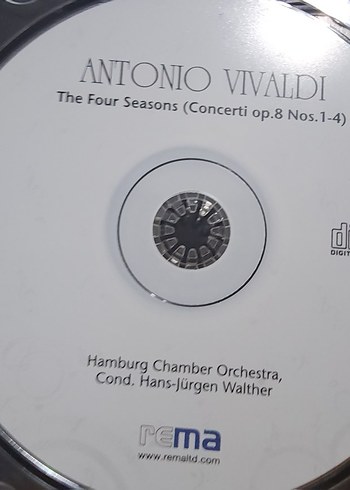 ANTONIO VIVALDI
The Four Seasons (Concerti op.8 Nos.1-4)
Hamburg Chamber Orchestra,
Cond. Hans-Jürgen Walther
rema
www.remaltd.com